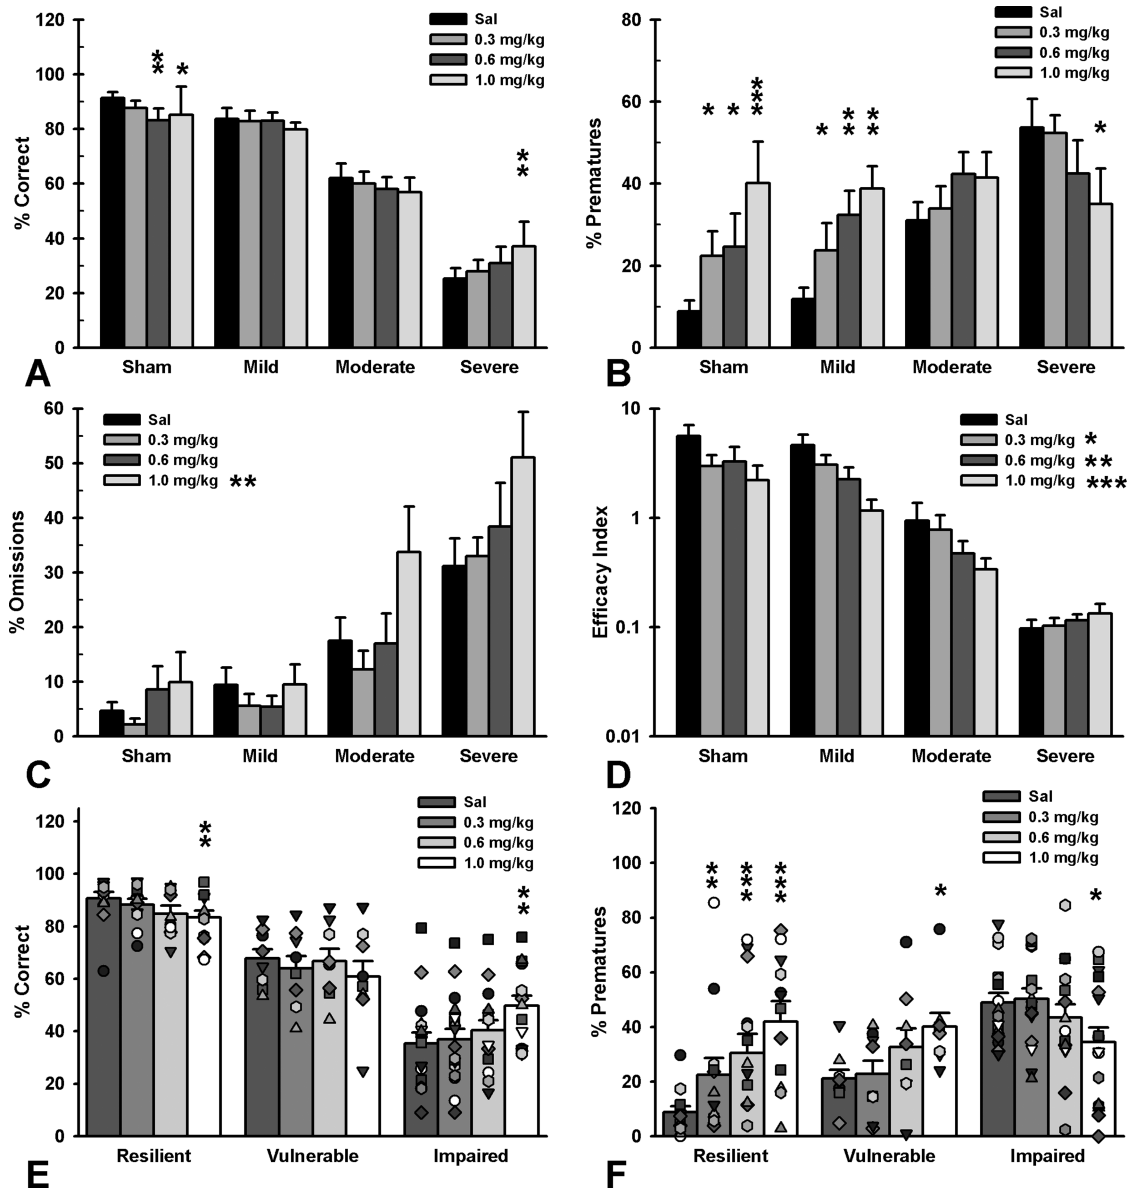 120
100
80
60
40
20
0
% Correct
Sal
0.3 mg/kg
0.6 mg/kg
1.0 mg/kg
**
*
**
Sham
Mild
Moderate
Severe
A
80
60
40
20
0
% Prematures
Sal
0.3 mg/kg
0.6 mg/kg
1.0 mg/kg
*
*
***
*
**
**
*
Sham
Mild
Moderate
Severe
B
60
50
40
30
20
10
0
% Omissions
Sal
0.3 mg/kg
0.6 mg/kg
1.0 mg/kg **
Sham
Mild
Moderate
Severe
C
10
1
0.1
0.01
Efficacy Index
Sal
0.3 mg/kg *
0.6 mg/kg **
1.0 mg/kg ***
Sham
Mild
Moderate
Severe
D
120
100
80
60
40
20
0
% Correct
Sal
0.3 mg/kg
0.6 mg/kg
1.0 mg/kg
**
**
Resilient
Vulnerable
Impaired
E
120
100
80
60
40
20
0
% Prematures
Sal
0.3 mg/kg
0.6 mg/kg
1.0 mg/kg
**
***
***
*
*
Resilient
Vulnerable
Impaired
F